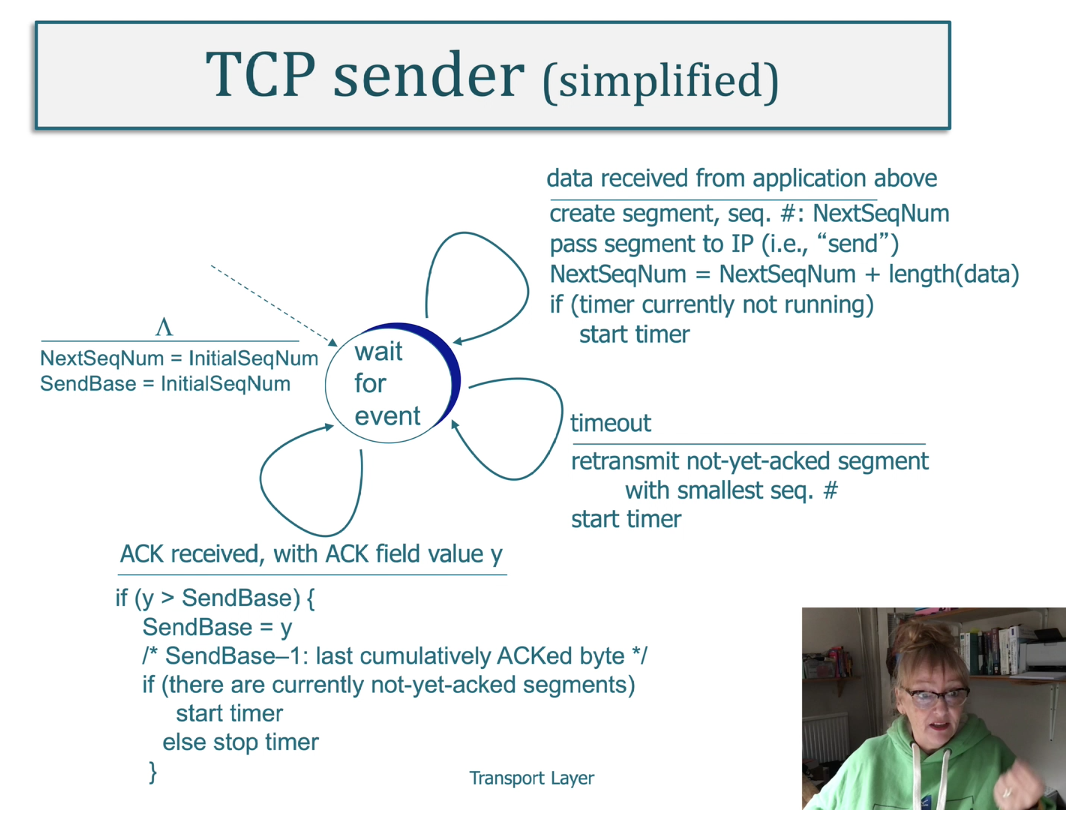 TCP sender (simplified)
data received from application above
create segment, seq. #: NextSeqNum
pass segment to IP (i.e., “send”)
NextSeqNum = NextSeqNum + length(data)
if (timer currently not running)
start timer
Λ
NextSeqNum = InitialSeqNum
SendBase = InitialSeqNum
wait
for
event
timeout
retransmit not-yet-acked segment
with smallest seq. #
start timer
ACK received, with ACK field value y
if (y > SendBase) {
SendBase = y
/* SendBase–1: last cumulatively ACKed byte */
if (there are currently not-yet-acked segments)
start timer
else stop timer
}
Transport Layer